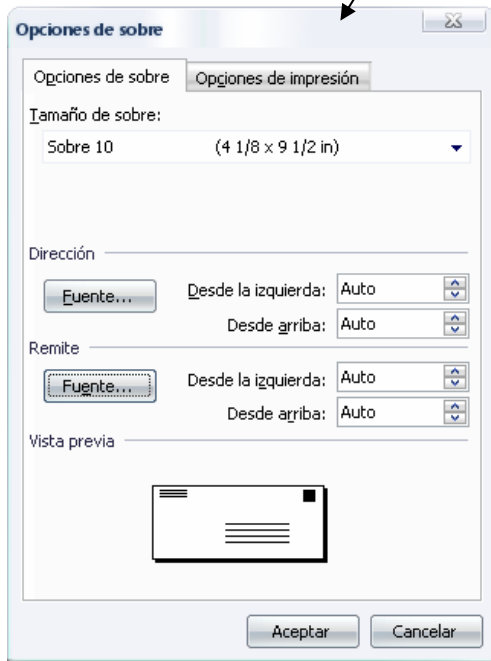 Opciones de sobre
Opciones de sobre Opciones de impresión
Tamaño de sobre:
Sobre 10 (4 1/8 x 9 1/2 in)
Dirección
Fuente... Desde la izquierda: Auto
Desde arriba: Auto
Remite
Fuente... Desde la izquierda: Auto
Desde arriba: Auto
Vista previa
Aceptar Cancelar